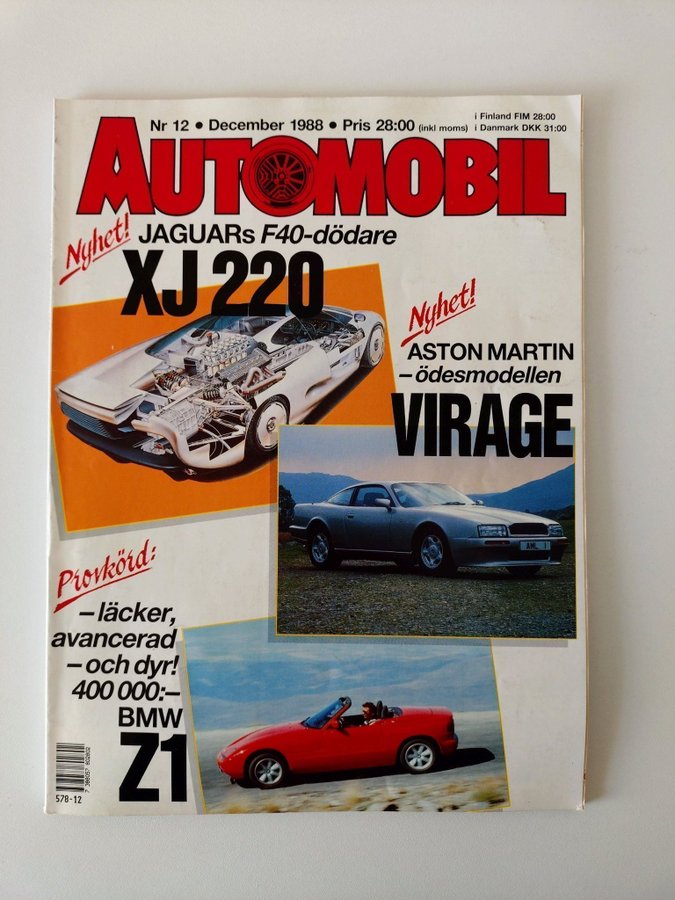 Nr 12 • December 1988 • Pris 28:00 (inkl moms)
i Finland FIM 28:00
i Danmark DKK 31:00
AUTOMOBIL
Nyhet!
JAGUARs F40-dödare
XJ 220
Nyhet!
ASTON MARTIN
–ödesmodellen
VIRAGE
AML 1
Provkörd:
–läcker,
avancerad
–och dyr!
400 000:–
BMW
Z1
578-12